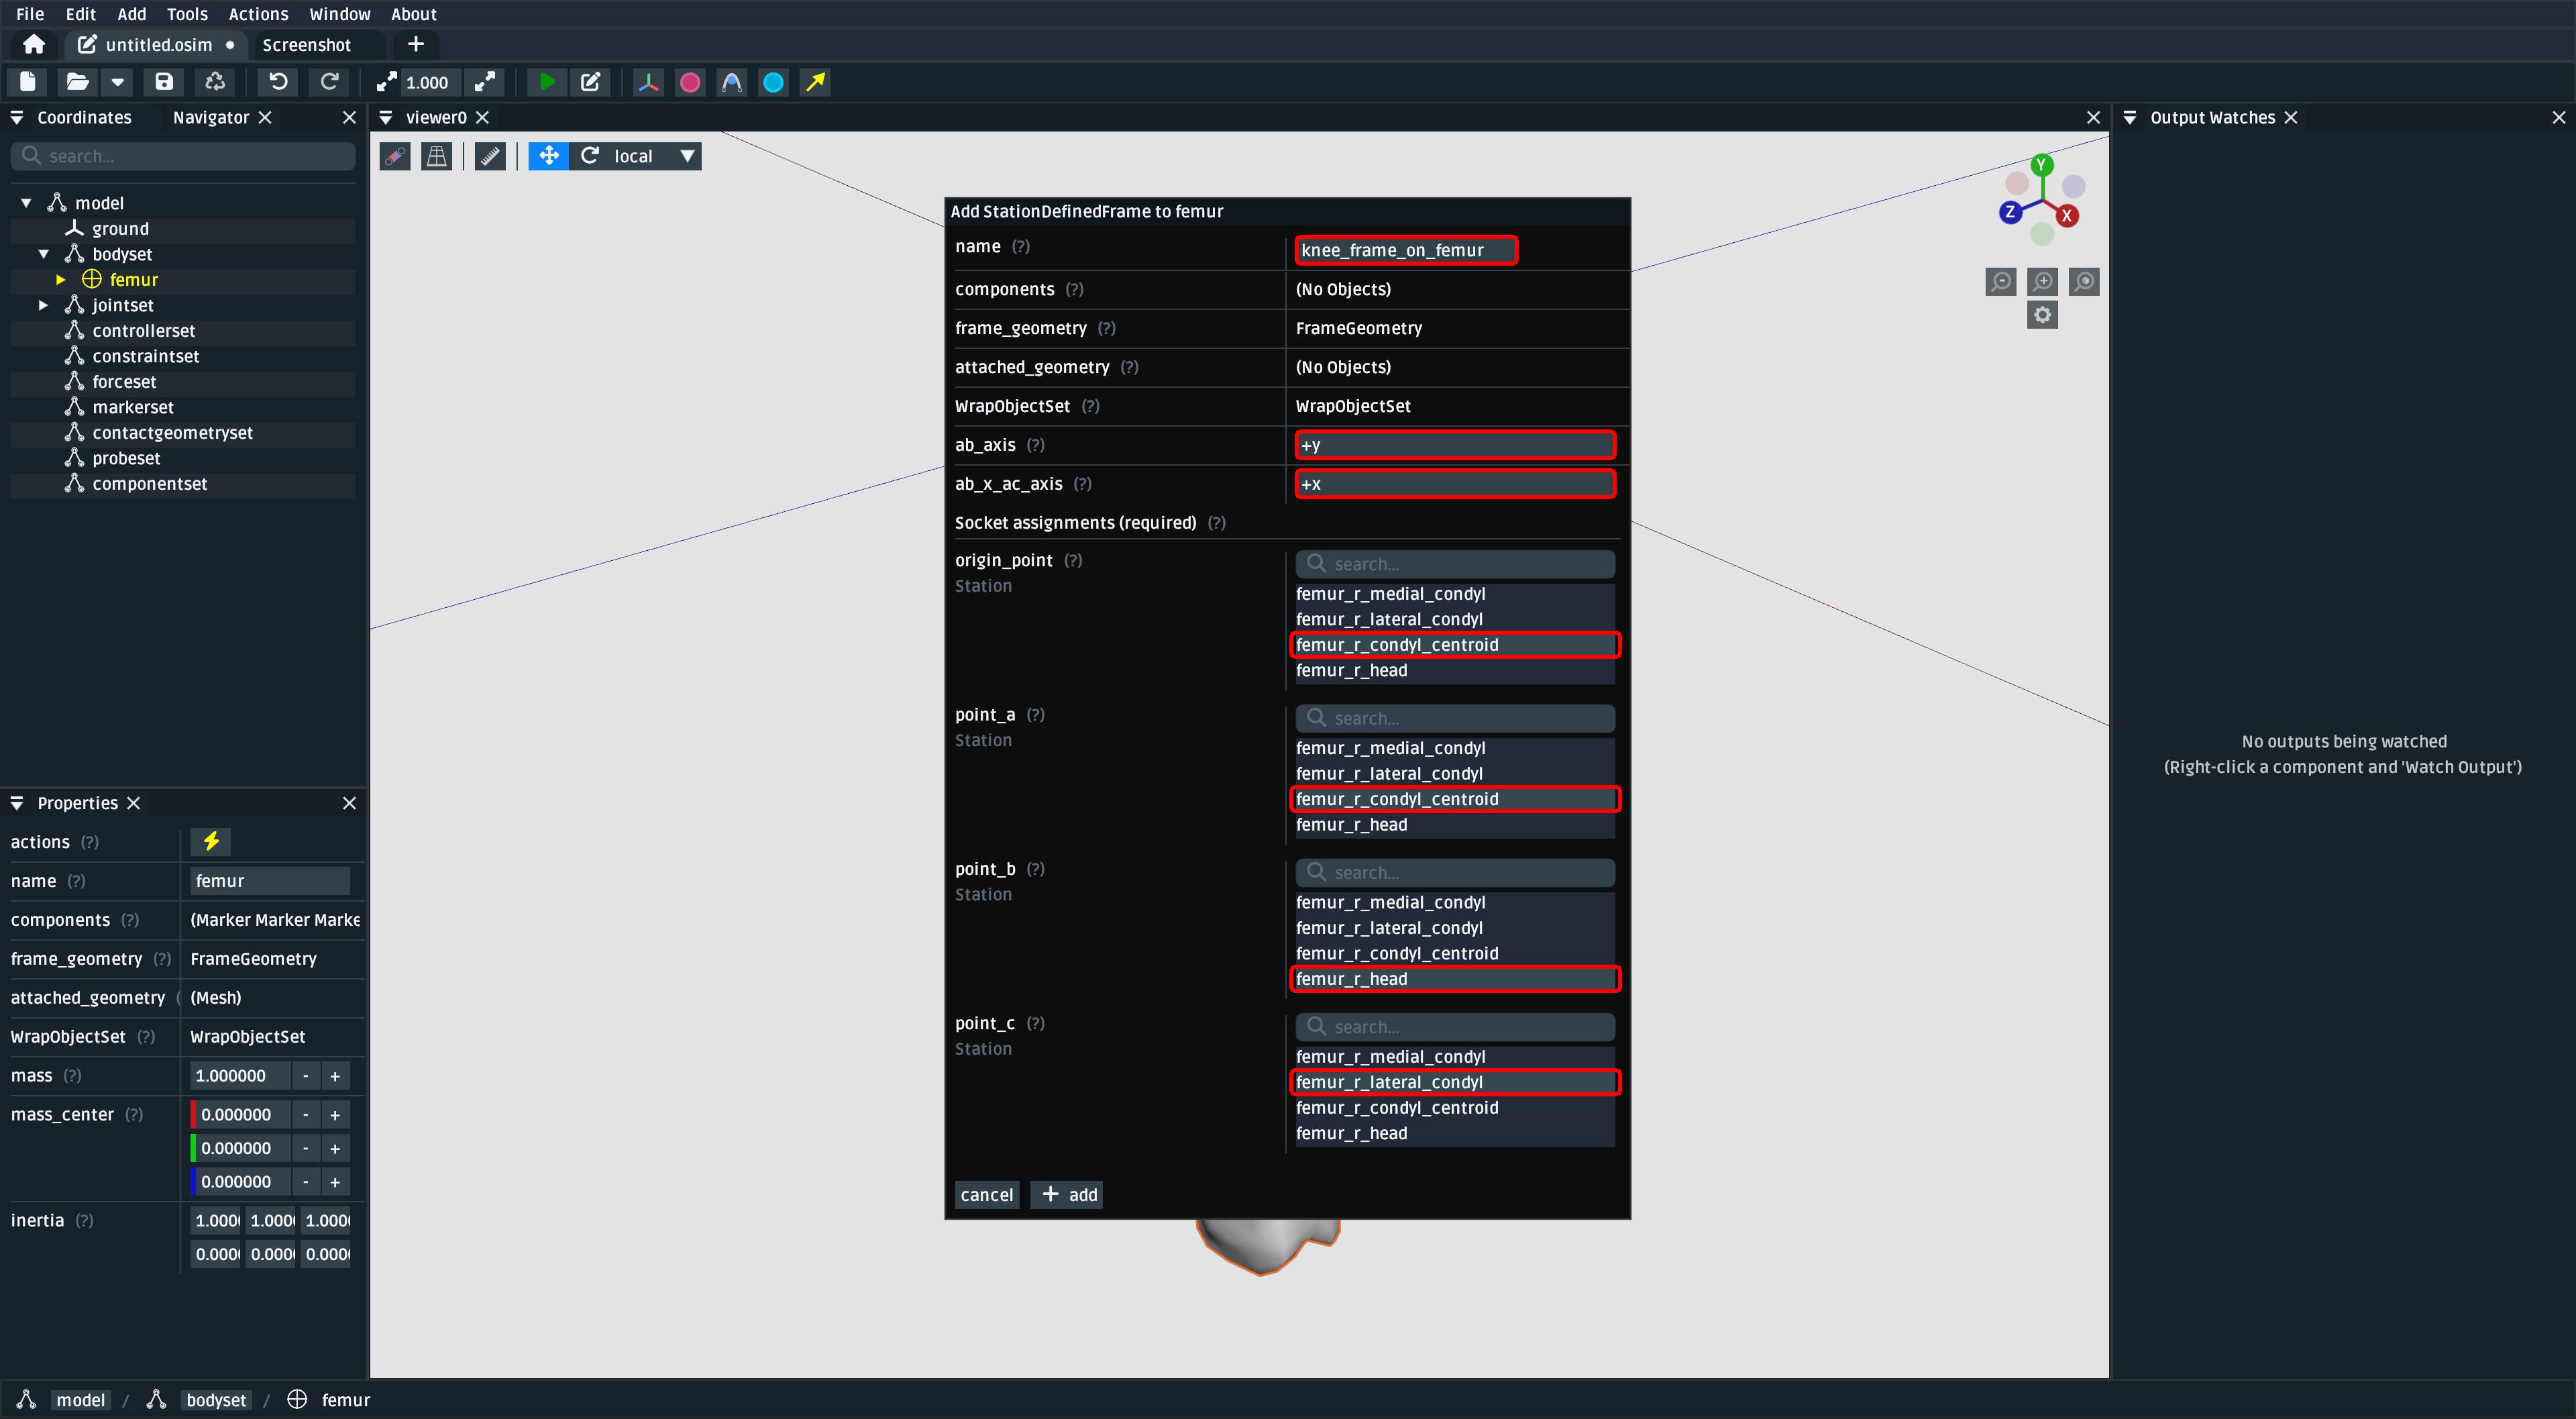 File Edit Add Tools Actions Window About
untitled.osim Screenshot
1.000
Coordinates Navigator
search...
model
ground
bodyset
femur
jointset
controllerset
constraintset
forceset
markerset
contactgeometryset
probeset
componentset
Properties
actions (?)
name (?) femur
components (?) (Marker Marker Marke
frame_geometry (?) FrameGeometry
attached_geometry ( (Mesh)
WrapObjectSet (?) WrapObjectSet
mass (?) 1.000000 - +
mass_center (?) 0.000000 - +
0.000000 - +
0.000000 - +
inertia (?) 1.000( 1.000( 1.000(
0.000( 0.000( 0.000(
viewer0
local
Y
Z
X
Add StationDefinedFrame to femur
name (?) knee_frame_on_femur
components (?) (No Objects)
frame_geometry (?) FrameGeometry
attached_geometry (?) (No Objects)
WrapObjectSet (?) WrapObjectSet
ab_axis (?) +y
ab_x_ac_axis (?) +x
Socket assignments (required) (?)
origin_point (?) search...
Station
femur_r_medial_condyl
femur_r_lateral_condyl
femur_r_condyl_centroid
femur_r_head
point_a (?) search...
Station
femur_r_medial_condyl
femur_r_lateral_condyl
femur_r_condyl_centroid
femur_r_head
point_b (?) search...
Station
femur_r_medial_condyl
femur_r_lateral_condyl
femur_r_condyl_centroid
femur_r_head
point_c (?) search...
Station
femur_r_medial_condyl
femur_r_lateral_condyl
femur_r_condyl_centroid
femur_r_head
cancel + add
Output Watches
No outputs being watched
(Right-click a component and 'Watch Output')
model / bodyset / femur